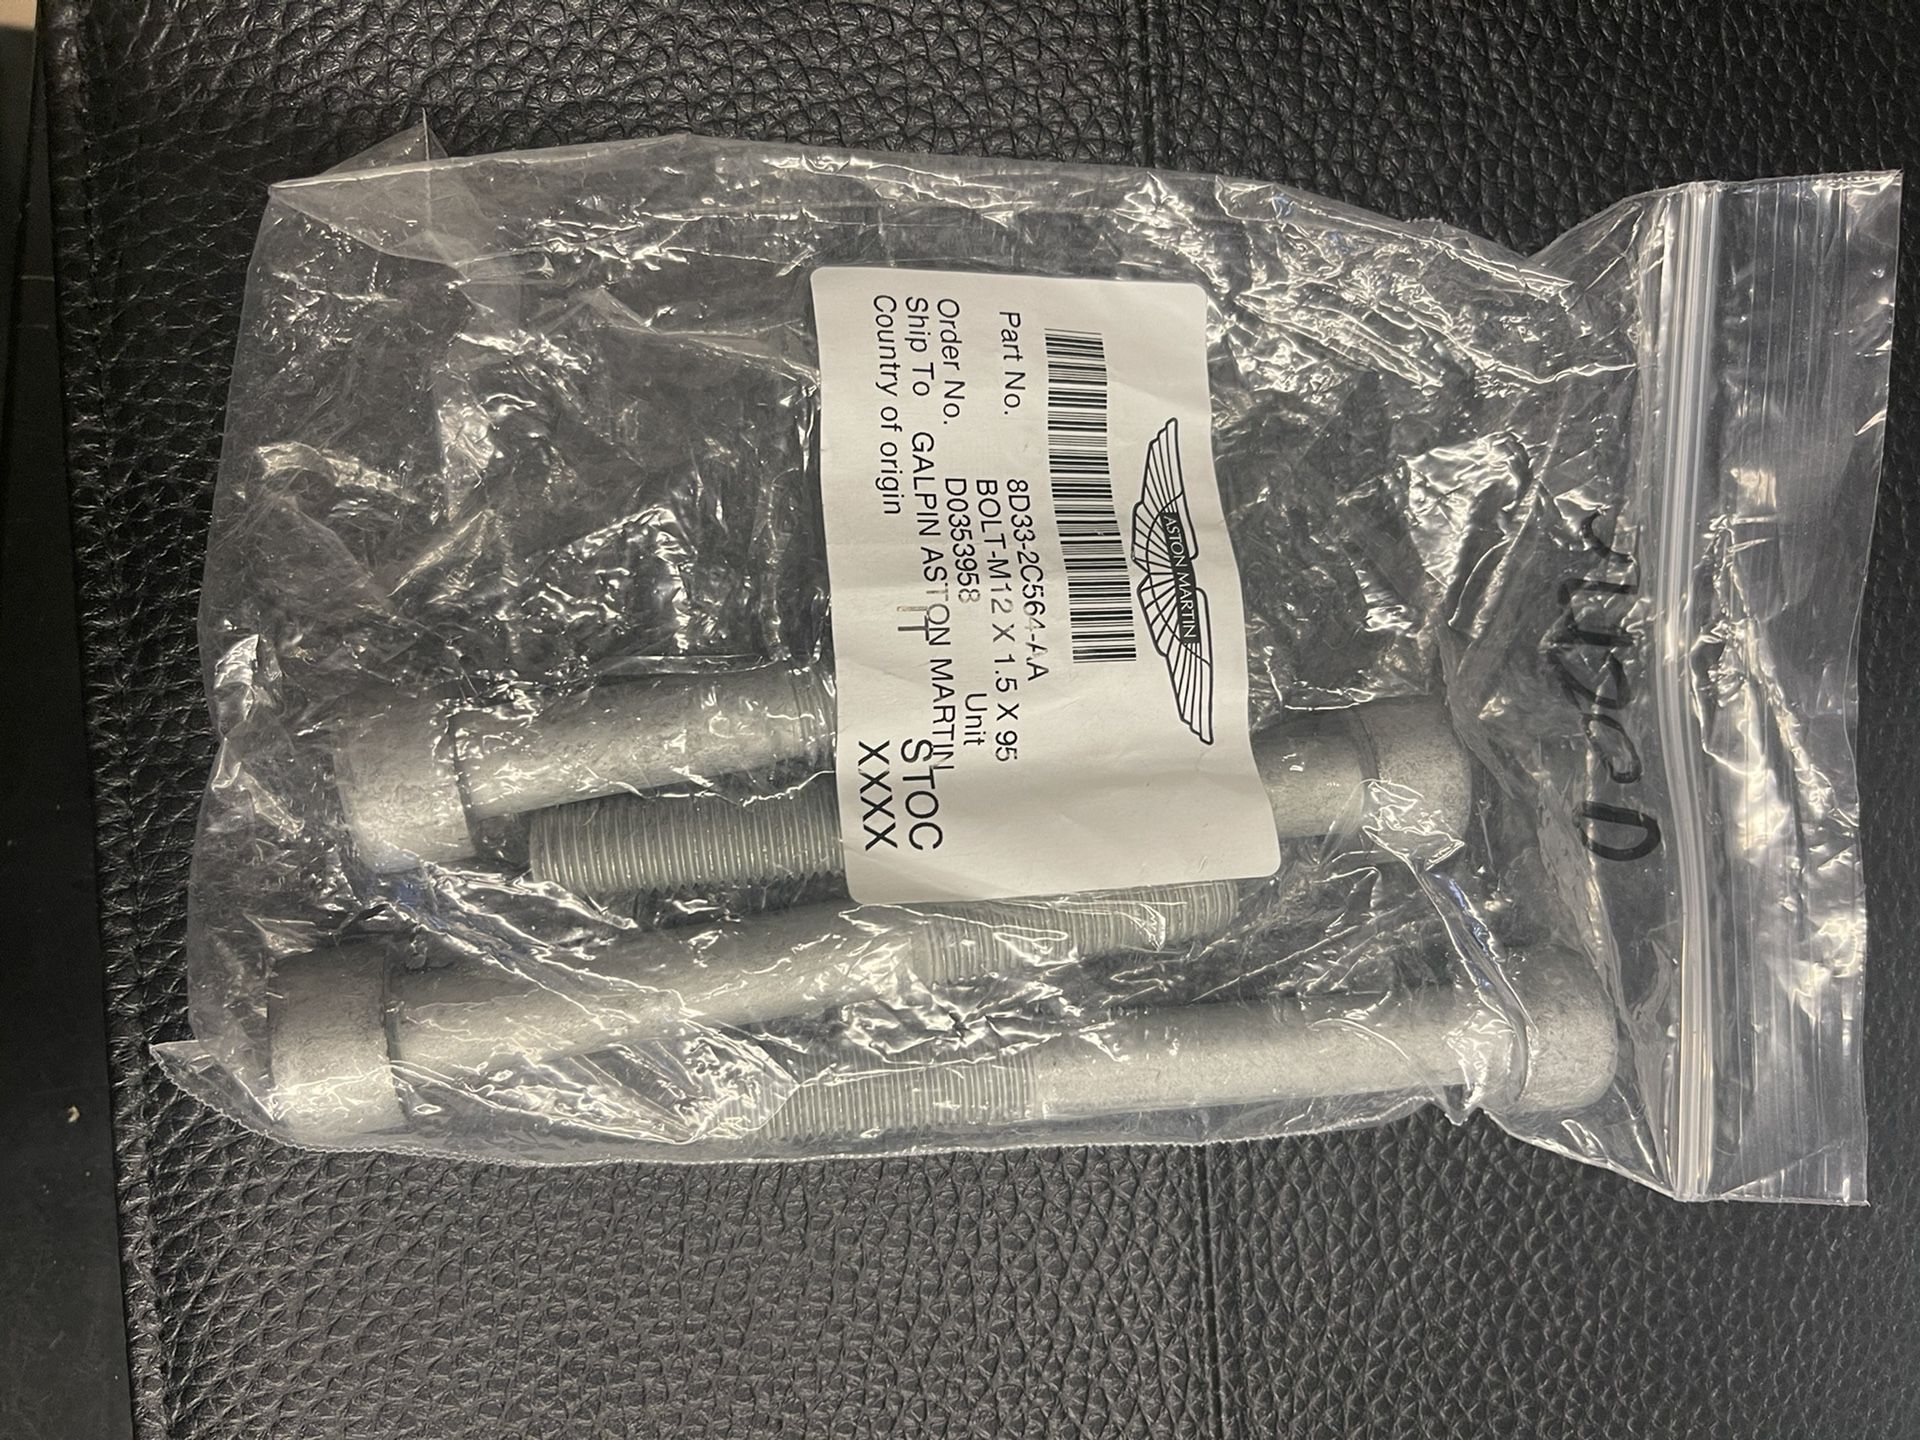 ASTON MARTIN
Part No. 8D33-2C564-AA
BOLT-M12 X 1.5 X 95
Unit
Order No. D0353958
Ship To GALPIN ASTON MARTIN
Country of origin IT
STOC
XXXX